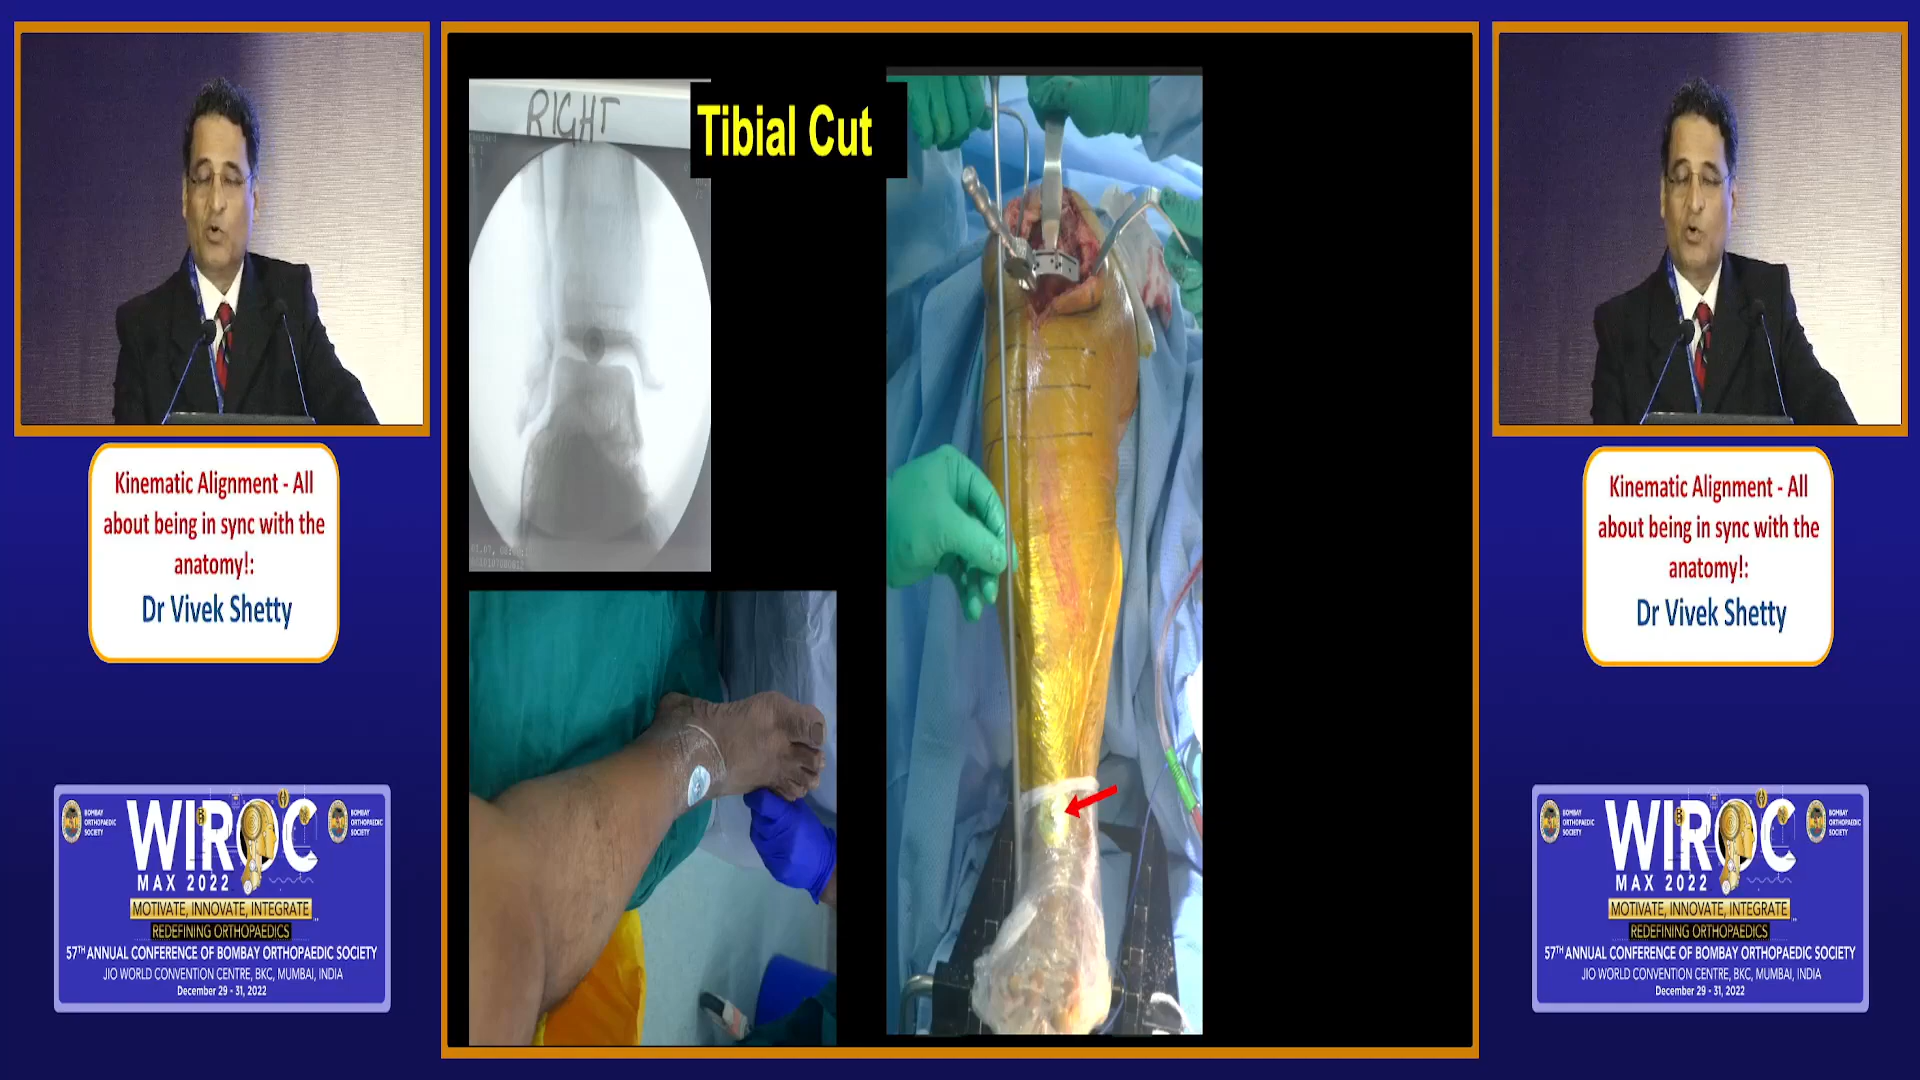 Kinematic Alignment - All
about being in sync with the
anatomy!:
Dr Vivek Shetty
BOMBAY
ORTHOPAEDIC
SOCIETY
WIROC
BOMBAY
ORTHOPAEDIC
SOCIETY
MAX 2022
MOTIVATE, INNOVATE, INTEGRATE
REDEFINING ORTHOPAEDICS
57TH ANNUAL CONFERENCE OF BOMBAY ORTHOPAEDIC SOCIETY
JIO WORLD CONVENTION CENTRE, BKC, MUMBAI, INDIA
December 29 - 31, 2022
RIGHT
Tibial Cut
Kinematic Alignment - All
about being in sync with the
anatomy!:
Dr Vivek Shetty
BOMBAY
ORTHOPAEDIC
SOCIETY
WIROC
BOMBAY
ORTHOPAEDIC
SOCIETY
MAX 2022
MOTIVATE, INNOVATE, INTEGRATE
REDEFINING ORTHOPAEDICS
57TH ANNUAL CONFERENCE OF BOMBAY ORTHOPAEDIC SOCIETY
JIO WORLD CONVENTION CENTRE, BKC, MUMBAI, INDIA
December 29 - 31, 2022